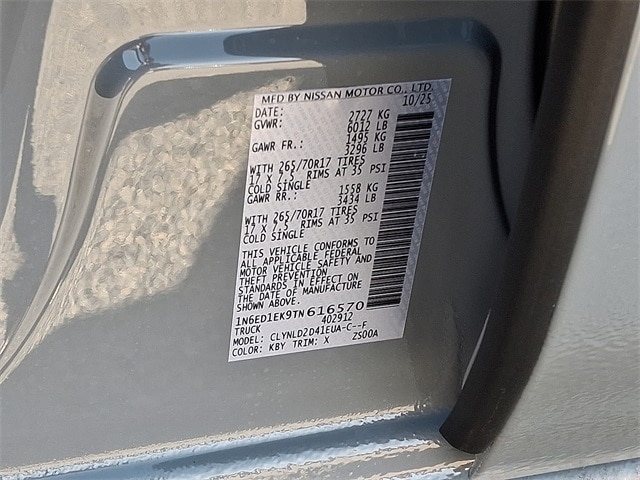 MFD BY NISSAN MOTOR CO., LTD.
DATE: 10/25
GVWR: 2727 KG
6012 LB
GAWR FR.: 1495 KG
3296 LB
WITH 265/70R17 TIRES
17 X 7.5 RIMS AT 35 PSI
COLD SINGLE
GAWR RR.: 1558 KG
3434 LB
WITH 265/70R17 TIRES
17 X 7.5 RIMS AT 35 PSI
COLD SINGLE
THIS VEHICLE CONFORMS TO
ALL APPLICABLE FEDERAL
MOTOR VEHICLE SAFETY AND
THEFT PREVENTION
STANDARDS IN EFFECT ON
THE DATE OF MANUFACTURE
SHOWN ABOVE.
1N6ED1EK9TN616570
TRUCK 402912
MODEL: CLYNLD2D41EUA-C--F
COLOR: KBY TRIM: X ZS00A